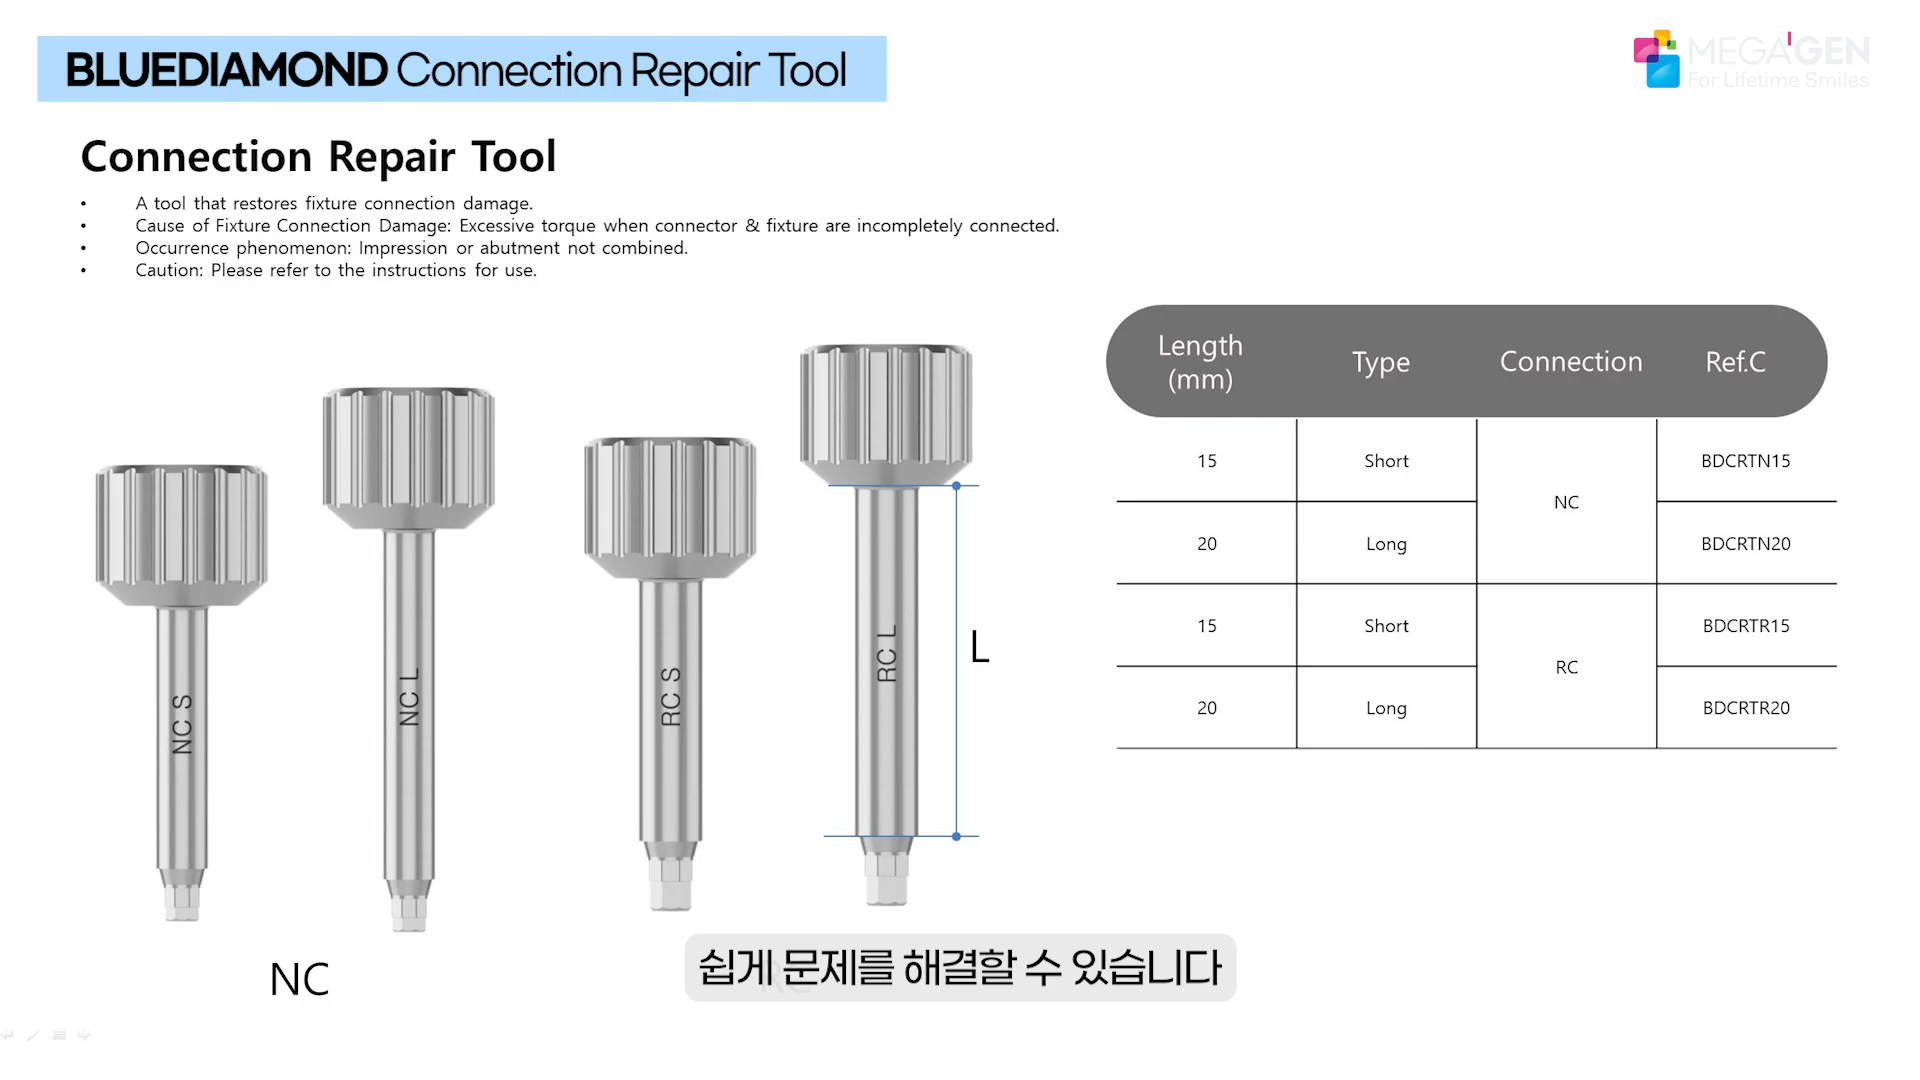 BLUEDIAMOND Connection Repair Tool
MEGA'GEN
For Lifetime Smiles
Connection Repair Tool
• A tool that restores fixture connection damage.
• Cause of Fixture Connection Damage: Excessive torque when connector & fixture are incompletely connected.
• Occurrence phenomenon: Impression or abutment not combined.
• Caution: Please refer to the instructions for use.
NC S
NC L
RC S
RC L
L
NC
RC
Length (mm) Type Connection Ref.C
15 Short NC BDCRTN15
20 Long BDCRTN20
15 Short RC BDCRTR15
20 Long BDCRTR20
쉽게 문제를 해결할 수 있습니다